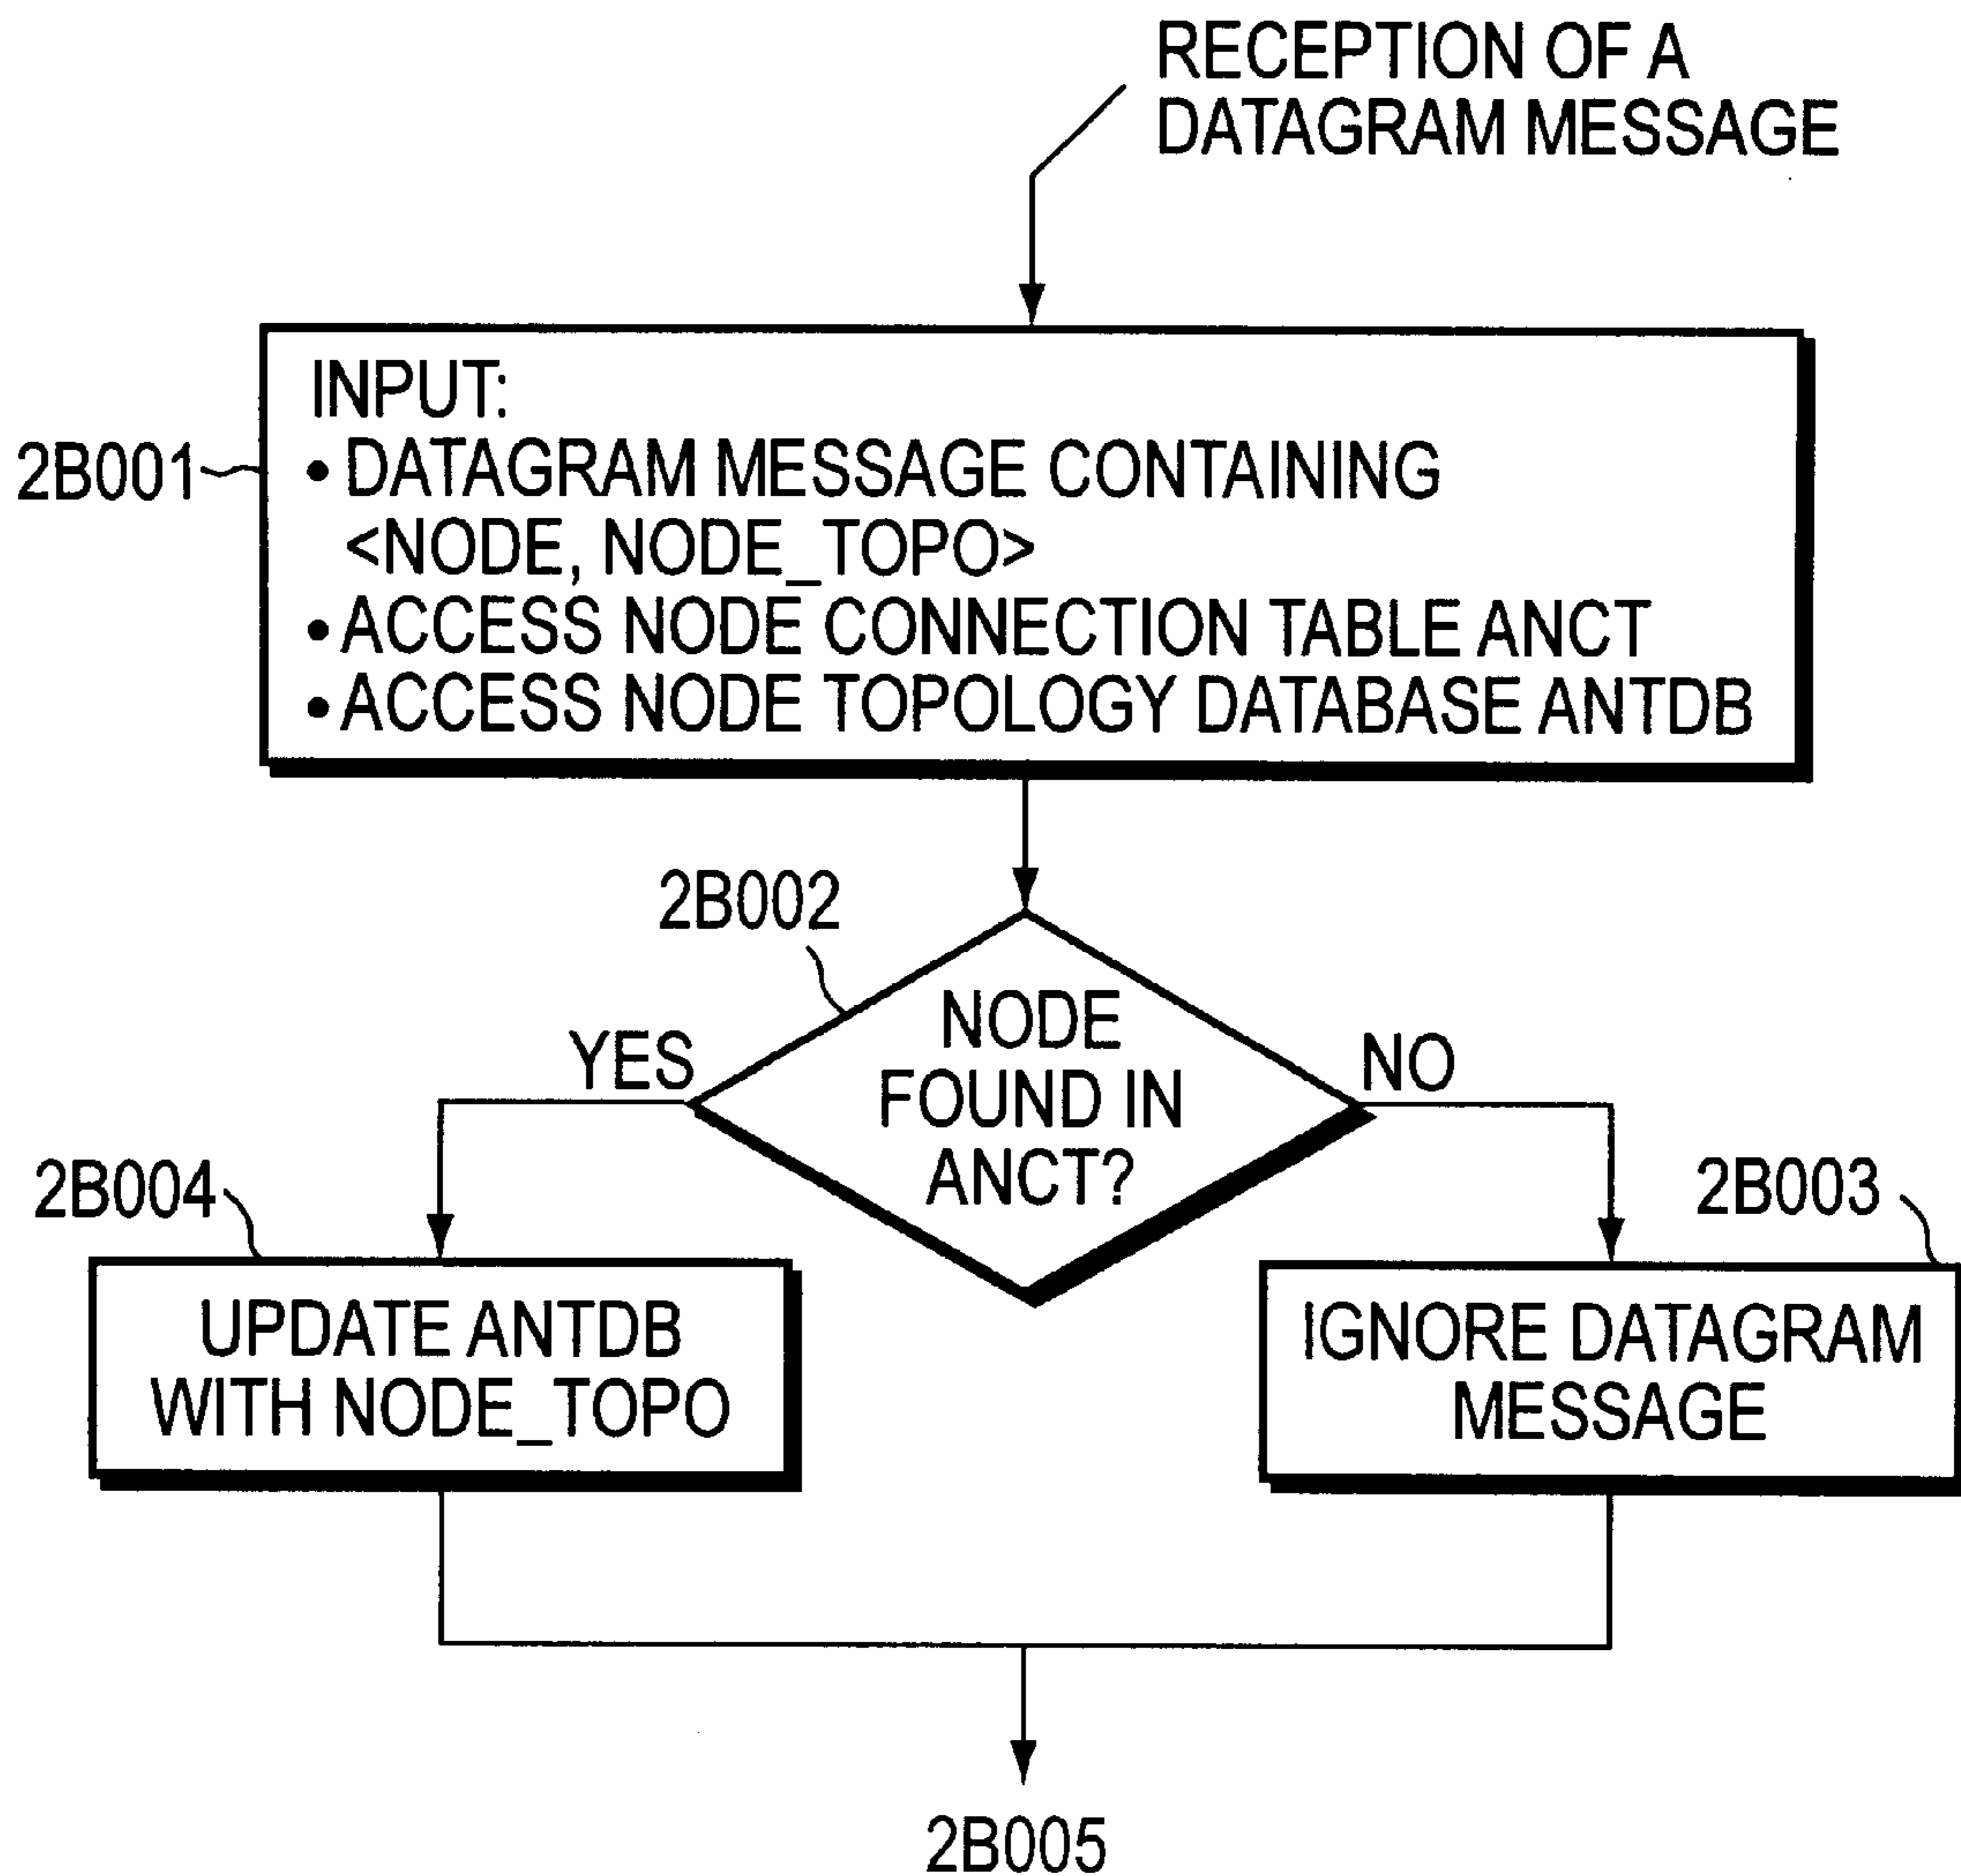 RECEPTION OF A
DATAGRAM MESSAGE
INPUT:
2B001
• DATAGRAM MESSAGE CONTAINING
<NODE, NODE_TOPO>
• ACCESS NODE CONNECTION TABLE ANCT
• ACCESS NODE TOPOLOGY DATABASE ANTDB
2B002
NODE
FOUND IN
ANCT?
YES
NO
2B004
2B003
UPDATE ANTDB
WITH NODE_TOPO
IGNORE DATAGRAM
MESSAGE
2B005